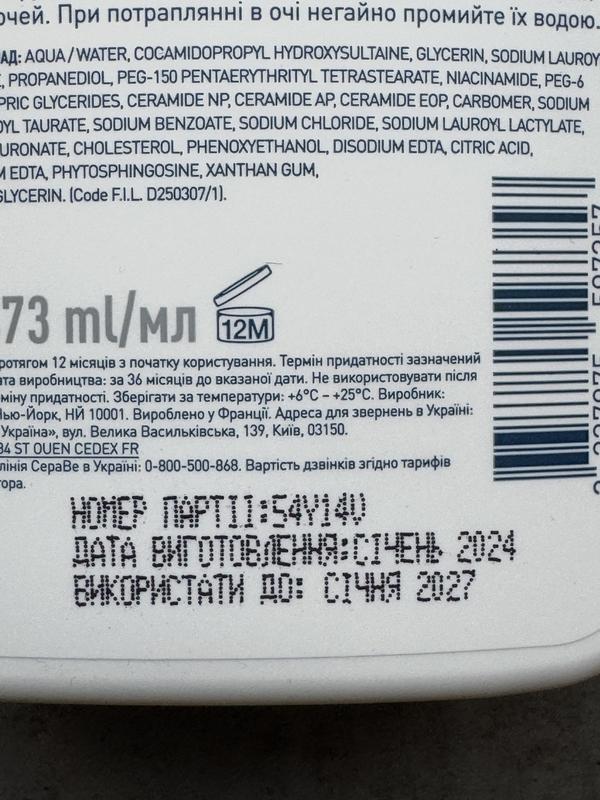 очей. При потраплянні в очі негайно промийте їх водою.
АД: AQUA / WATER, COCAMIDOPROPYL HYDROXYSULTAINE, GLYCERIN, SODIUM LAUROY
E, PROPANEDIOL, PEG-150 PENTAERYTHRITYL TETRASTEARATE, NIACINAMIDE, PEG-6
PRIC GLYCERIDES, CERAMIDE NP, CERAMIDE AP, CERAMIDE EOP, CARBOMER, SODIUM
OYL TAURATE, SODIUM BENZOATE, SODIUM CHLORIDE, SODIUM LAUROYL LACTYLATE,
URONATE, CHOLESTEROL, PHENOXYETHANOL, DISODIUM EDTA, CITRIC ACID,
M EDTA, PHYTOSPHINGOSINE, XANTHAN GUM,
GLYCERIN. (Code F.I.L. D250307/1).
73 ml/мл
12M
ротягом 12 місяців з початку користування. Термін придатності зазначений
ата виробництва: за 36 місяців до вказаної дати. Не використовувати після
рміну придатності. Зберігати за температури: +6°C – +25°C. Виробник:
Нью-Йорк, НЙ 10001. Вироблено у Франції. Адреса для звернень в Україні:
Україна», вул. Велика Васильківська, 139, Київ, 03150.
84 ST OUEN CEDEX FR
лінія СераВе в Україні: 0-800-500-868. Вартість дзвінків згідно тарифів
тора.
НОМЕР ПАРТІЇ:54Y14V
ДАТА ВИГОТОВЛЕННЯ:СІЧЕНЬ 2024
ВИКОРИСТАТИ ДО: СІЧНЯ 2027